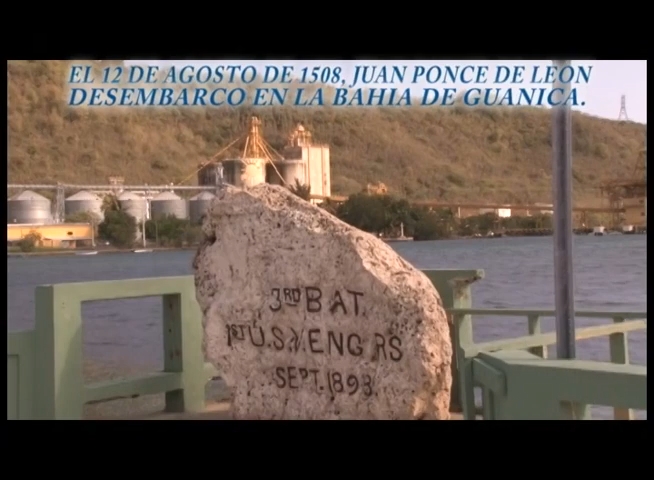 EL 12 DE AGOSTO DE 1508, JUAN PONCE DE LEON
DESEMBARCO EN LA BAHIA DE GUANICA.
3RD BAT.
1ST U.S.V. ENG'RS
SEPT. 1898